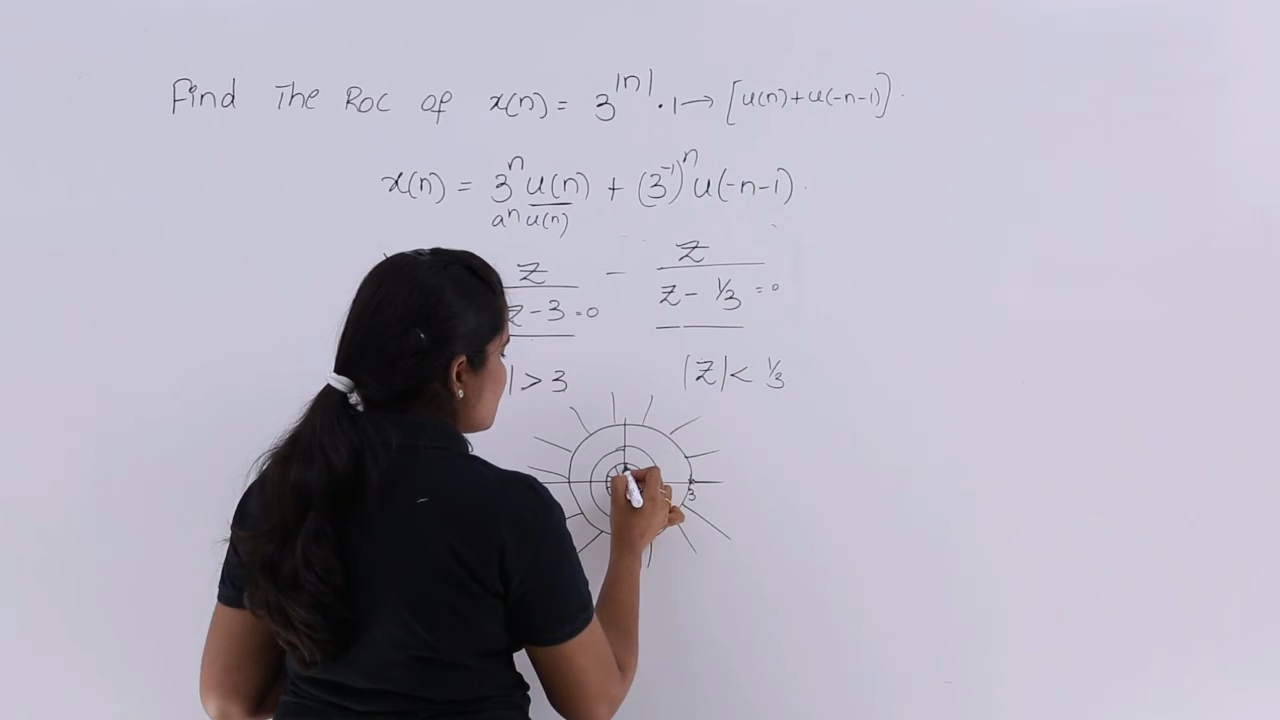 Find The ROC of x(n) = 3^|n| · 1 → [u(n)+u(-n-1)].
x(n) = 3^n u(n) + (3^-1)^n u(-n-1).
a^n u(n)
z/(z-3) =0 - z/(z-1/3) =0
| > 3 |z| < 1/3
3